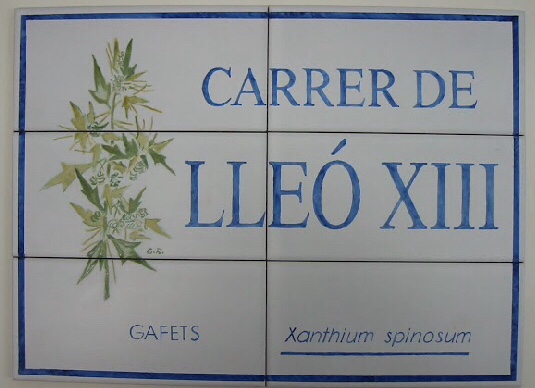 CARRER DE
LLEÓ XIII
GAFETS
Xanthium spinosum